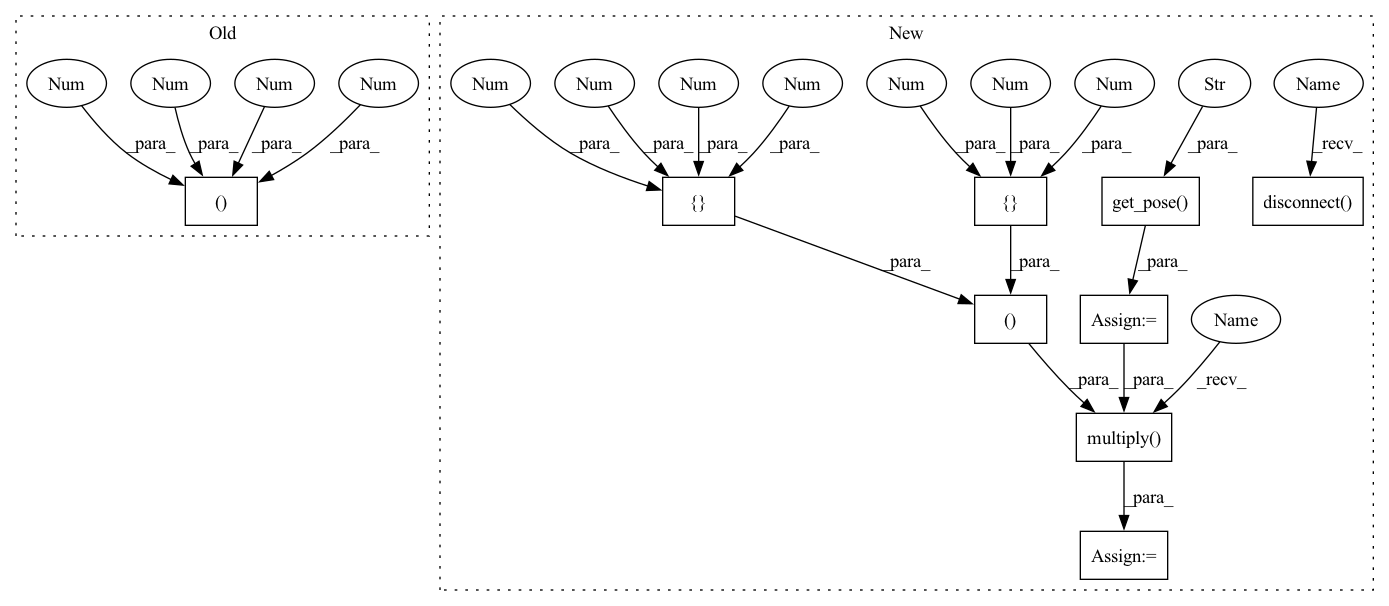 Old
New
Num Num Num Num Num Num Num Num Num Num Num Str Name
_para_ _para_ _para_ _para_ _para_ _para_ _para_ _para_ _para_ _para_ _para_ _para_ _recv_
() {} {} get_pose() disconnect()
_para_ _para_ _para_
() Assign:= Name
_para_ _para_ _recv_
multiply()
_para_
Assign:=